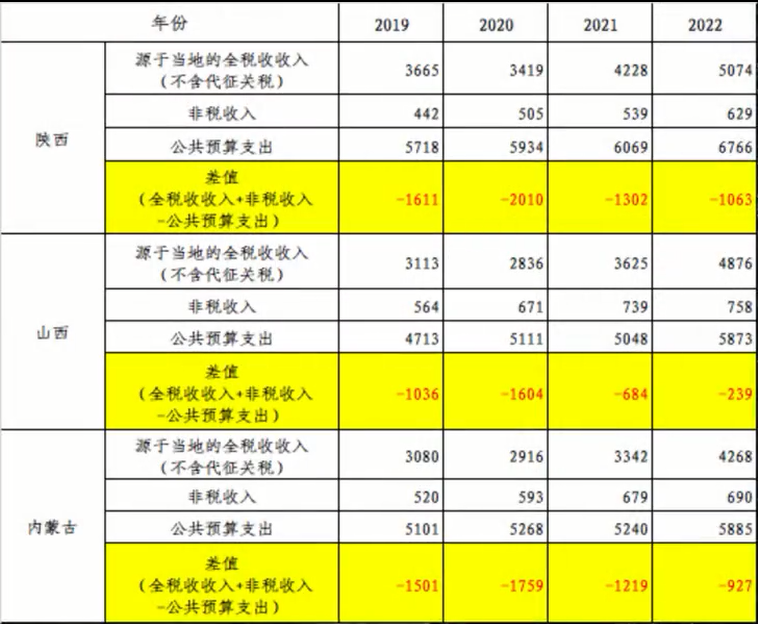 年份 2019 2020 2021 2022
陕西
源于当地的全税收收入
(不含代征关税) 3665 3419 4228 5074
非税收入 442 505 539 629
公共预算支出 5718 5934 6069 6766
差值
(全税收收入+非税收入
-公共预算支出) -1611 -2010 -1302 -1063
山西
源于当地的全税收收入
(不含代征关税) 3113 2836 3625 4876
非税收入 564 671 739 758
公共预算支出 4713 5111 5048 5873
差值
(全税收收入+非税收入
-公共预算支出) -1036 -1604 -684 -239
内蒙古
源于当地的全税收收入
(不含代征关税) 3080 2916 3342 4268
非税收入 520 593 679 690
公共预算支出 5101 5268 5240 5885
差值
(全税收收入+非税收入
-公共预算支出) -1501 -1759 -1219 -927